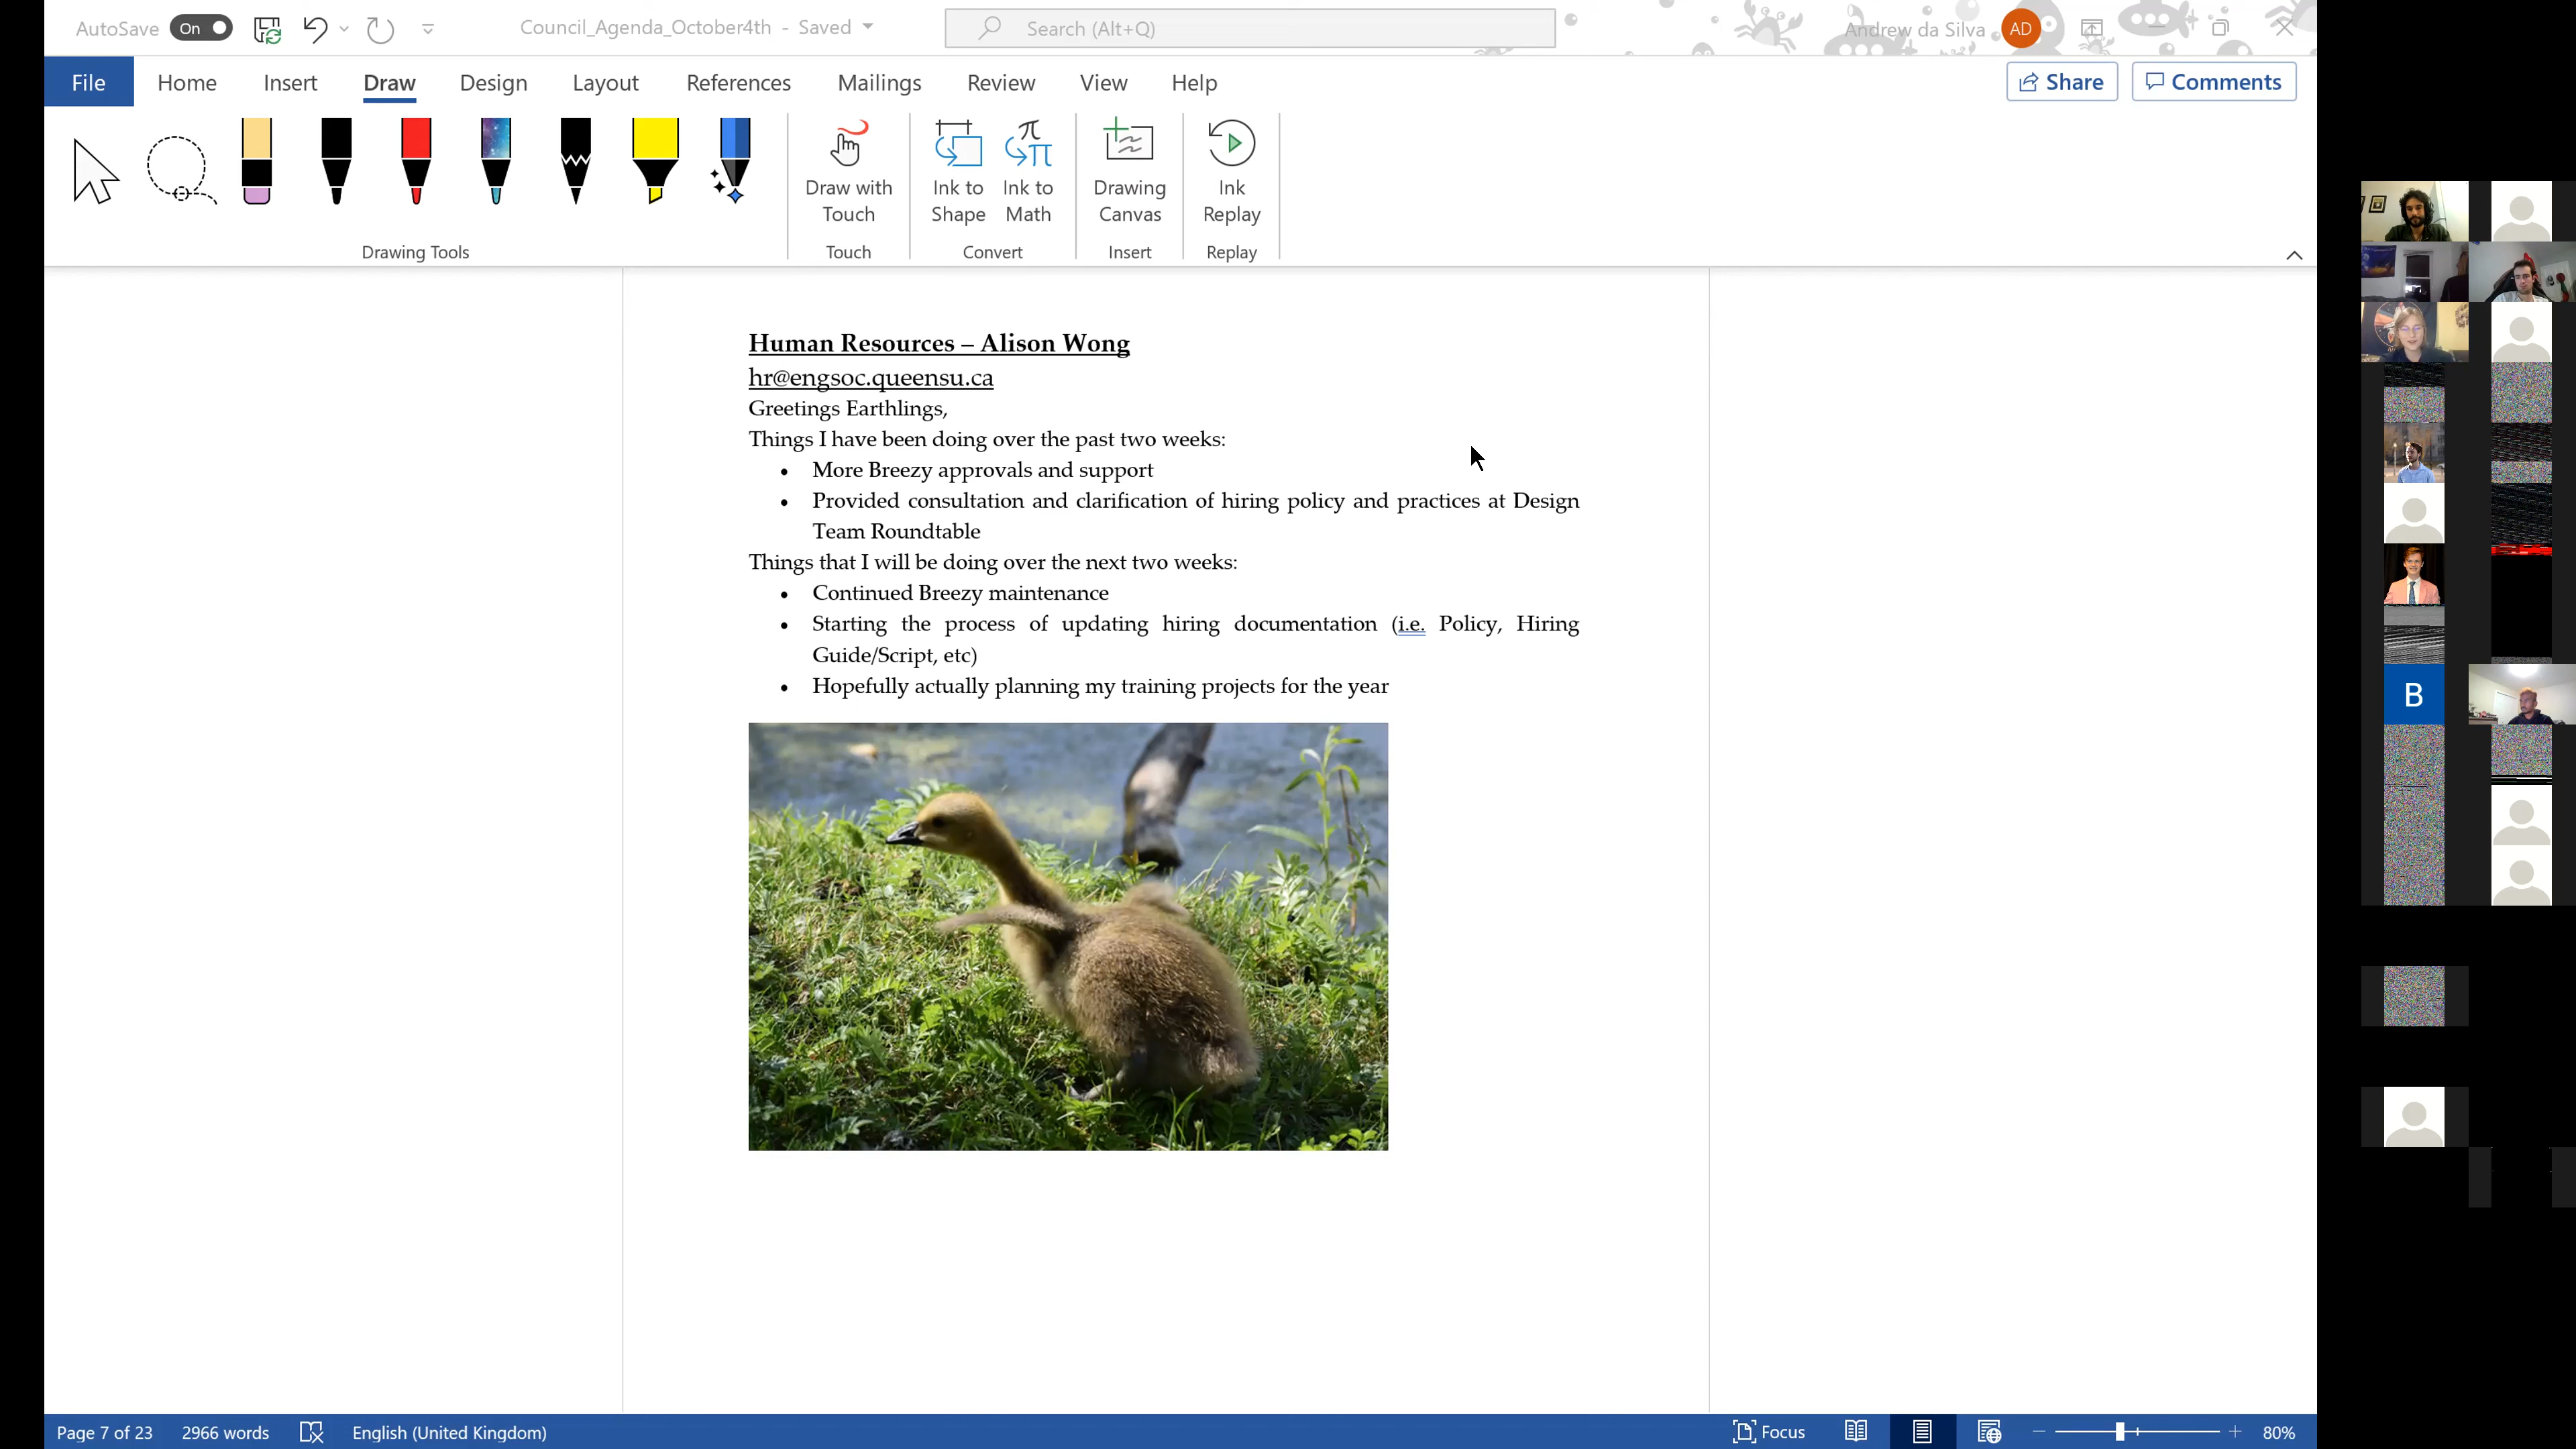 AutoSave On Council_Agenda_October4th - Saved Search (Alt+Q) Andrew da Silva AD
File Home Insert Draw Design Layout References Mailings Review View Help Share Comments
Draw with Touch
Ink to Shape
Ink to Math
Drawing Canvas
Ink Replay
Drawing Tools Touch Convert Insert Replay
Human Resources – Alison Wong
hr@engsoc.queensu.ca
Greetings Earthlings,
Things I have been doing over the past two weeks:
• More Breezy approvals and support
• Provided consultation and clarification of hiring policy and practices at Design
Team Roundtable
Things that I will be doing over the next two weeks:
• Continued Breezy maintenance
• Starting the process of updating hiring documentation (i.e. Policy, Hiring
Guide/Script, etc)
• Hopefully actually planning my training projects for the year
B
Page 7 of 23 2966 words English (United Kingdom) Focus 80%